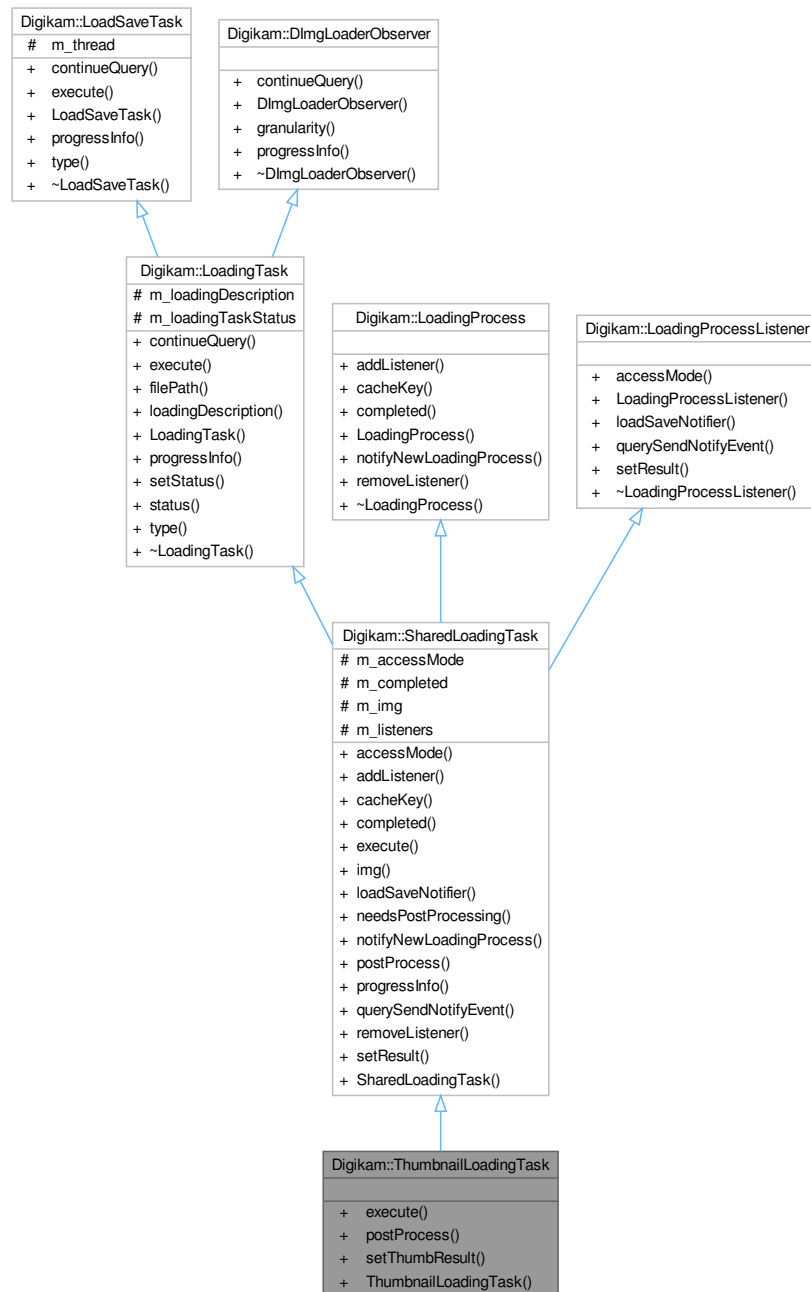 Digikam::LoadSaveTask
# m_thread
+ continueQuery()
+ execute()
+ LoadSaveTask()
+ progressInfo()
+ type()
+ ~LoadSaveTask()
Digikam::DImgLoaderObserver
+ continueQuery()
+ DImgLoaderObserver()
+ granularity()
+ progressInfo()
+ ~DImgLoaderObserver()
Digikam::LoadingTask
# m_loadingDescription
# m_loadingTaskStatus
+ continueQuery()
+ execute()
+ filePath()
+ loadingDescription()
+ LoadingTask()
+ progressInfo()
+ setStatus()
+ status()
+ type()
+ ~LoadingTask()
Digikam::LoadingProcess
+ addListener()
+ cacheKey()
+ completed()
+ LoadingProcess()
+ notifyNewLoadingProcess()
+ removeListener()
+ ~LoadingProcess()
Digikam::LoadingProcessListener
+ accessMode()
+ LoadingProcessListener()
+ loadSaveNotifier()
+ querySendNotifyEvent()
+ setResult()
+ ~LoadingProcessListener()
Digikam::SharedLoadingTask
# m_accessMode
# m_completed
# m_img
# m_listeners
+ accessMode()
+ addListener()
+ cacheKey()
+ completed()
+ execute()
+ img()
+ loadSaveNotifier()
+ needsPostProcessing()
+ notifyNewLoadingProcess()
+ postProcess()
+ progressInfo()
+ querySendNotifyEvent()
+ removeListener()
+ setResult()
+ SharedLoadingTask()
Digikam::ThumbnailLoadingTask
+ execute()
+ postProcess()
+ setThumbResult()
+ ThumbnailLoadingTask()